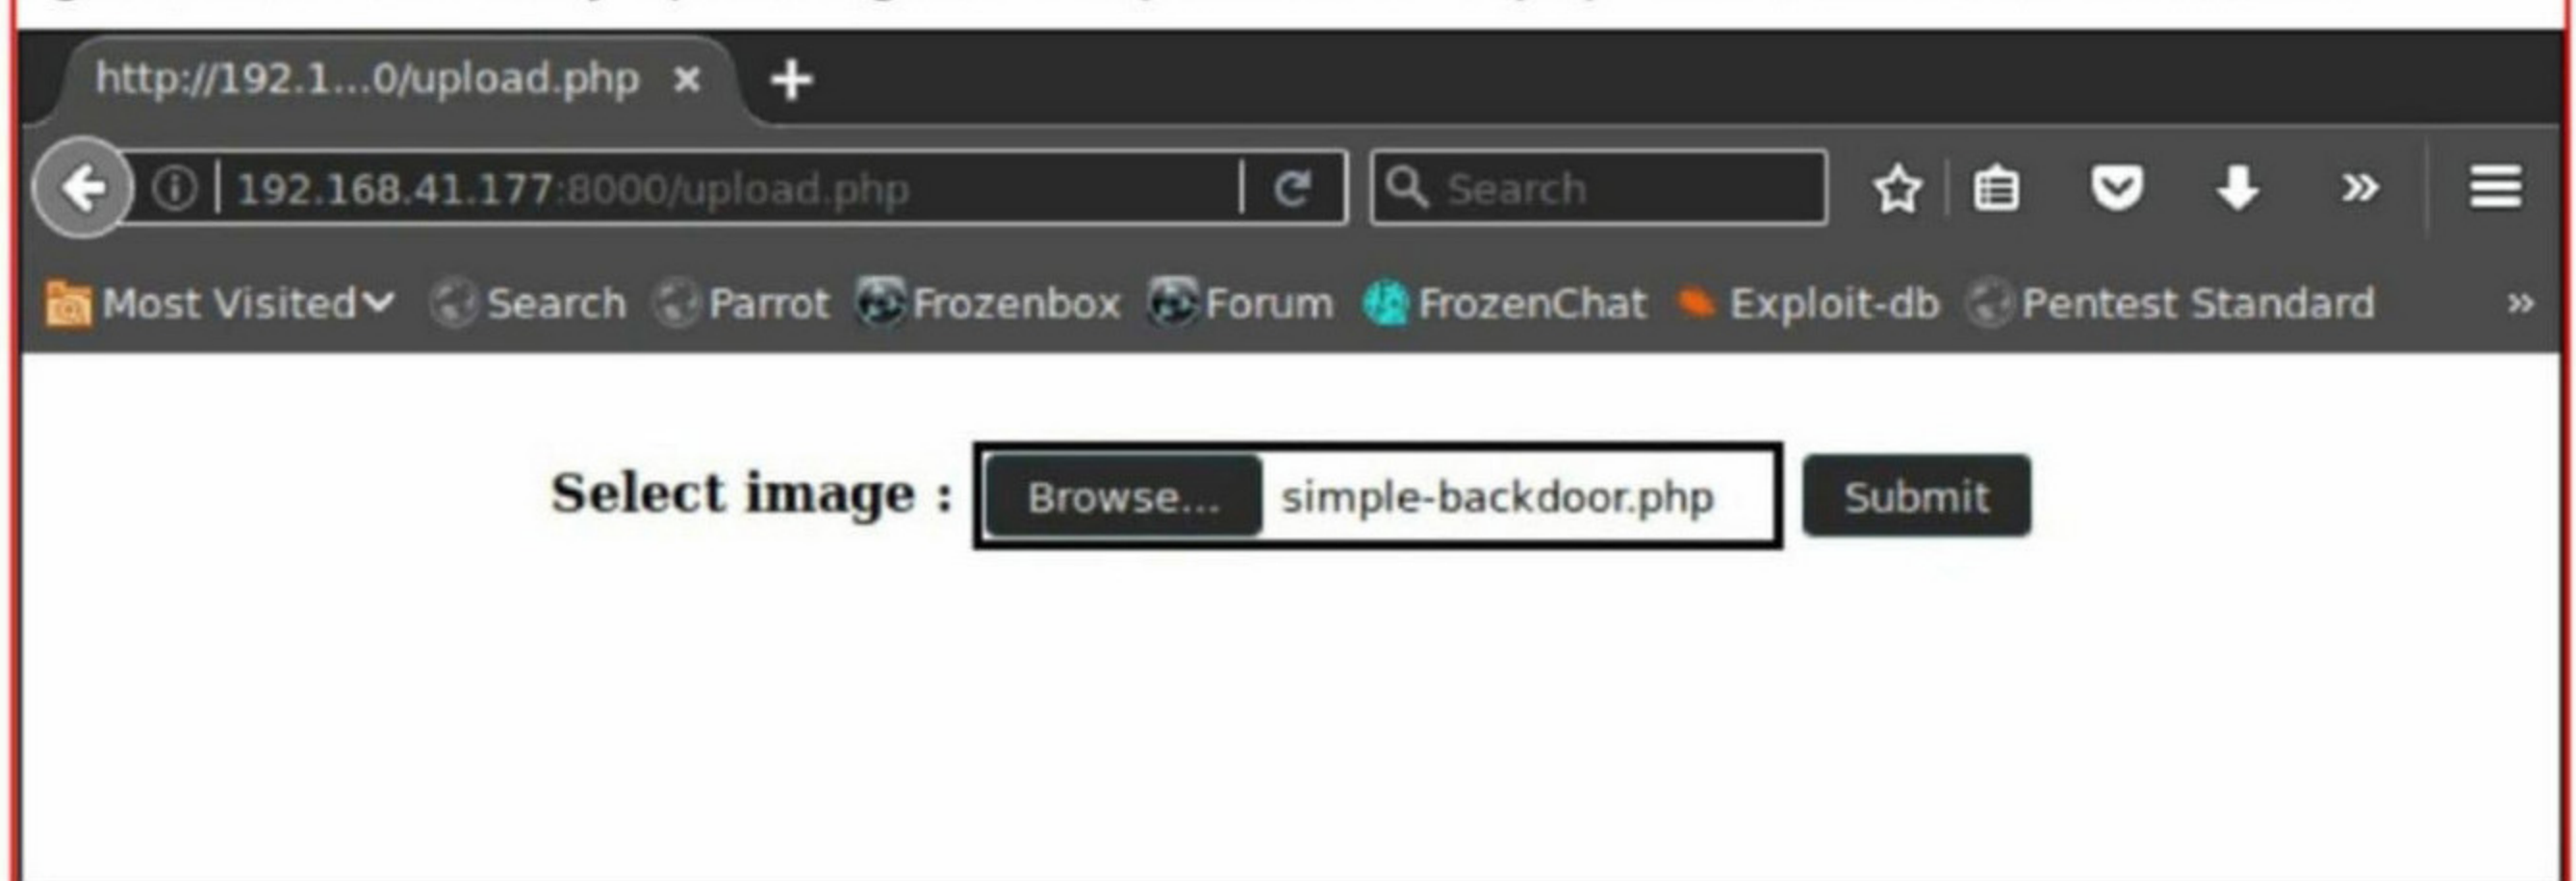 http://192.1...0/upload.php
192.168.41.177:8000/upload.php Search
Most Visited Search Parrot Frozenbox Forum FrozenChat Exploit-db Pentest Standard
Select image : Browse... simple-backdoor.php Submit